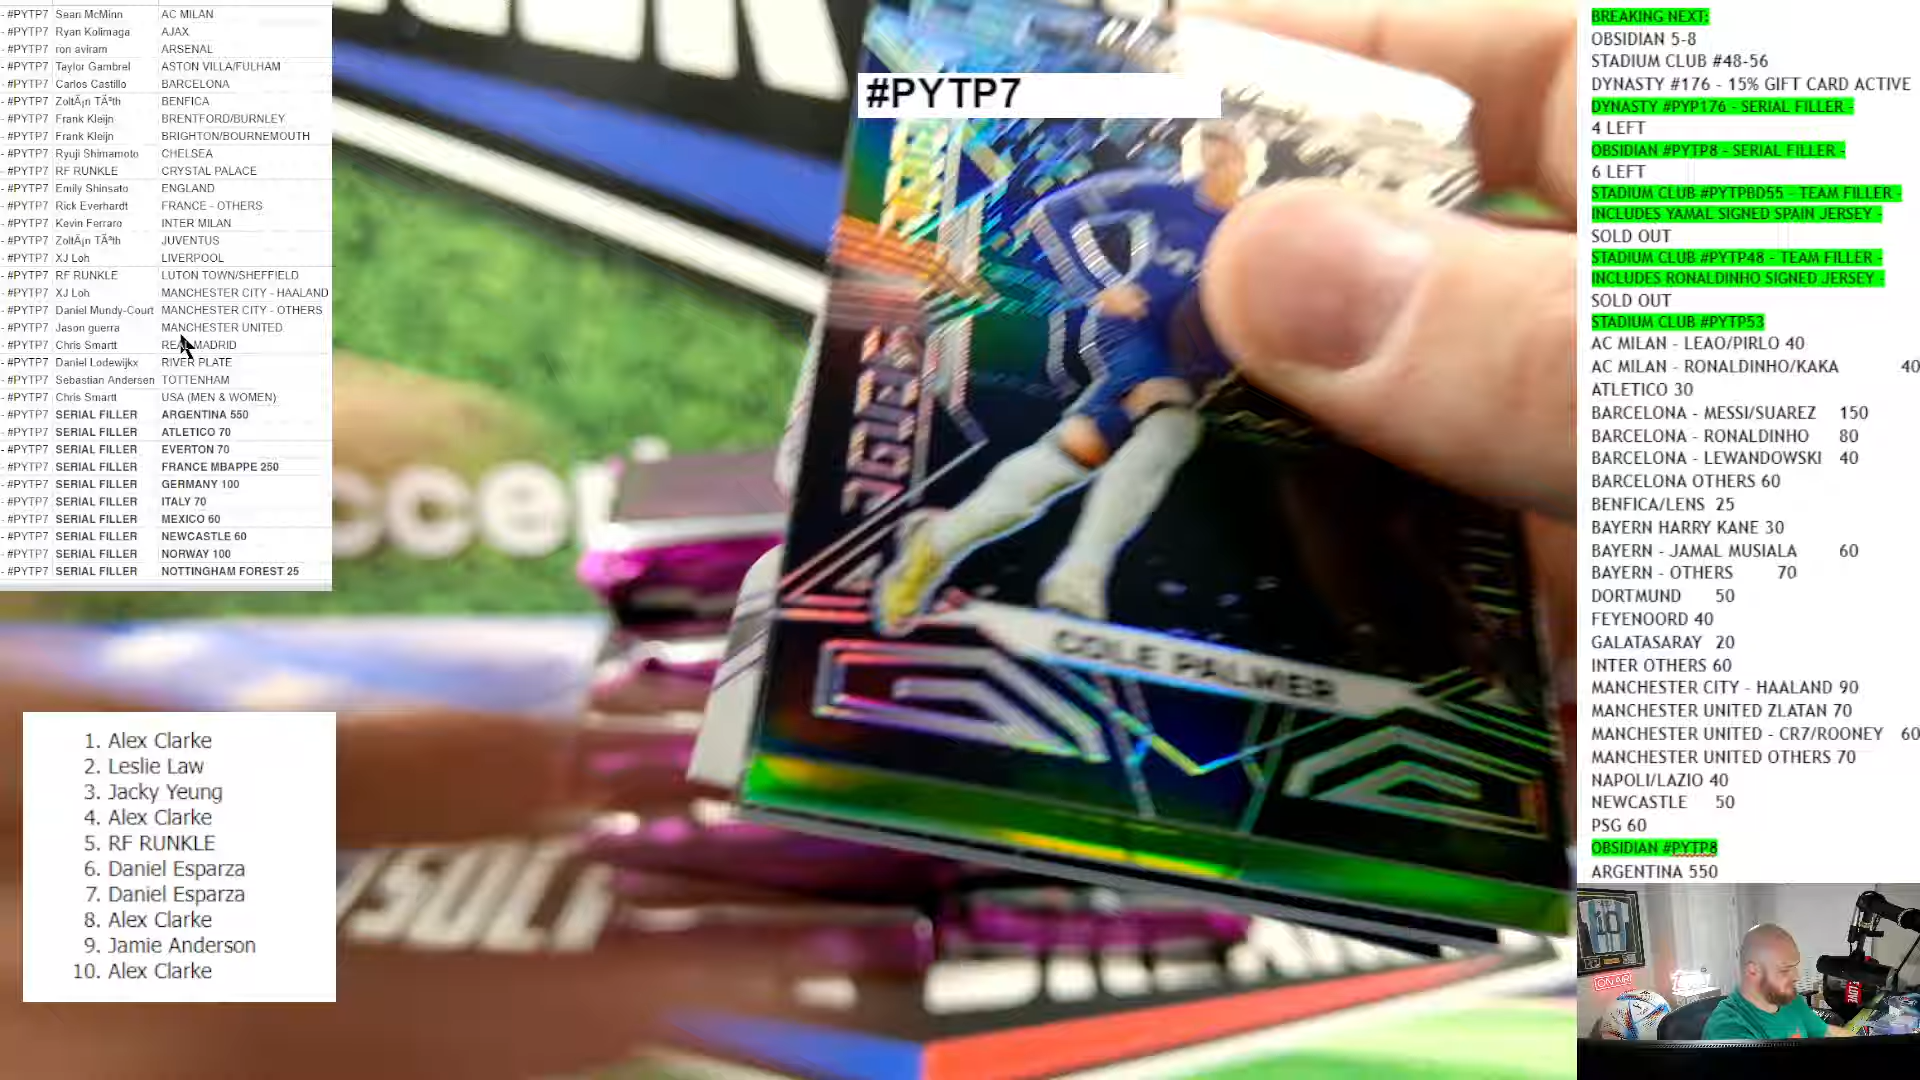 - #PYTP7 Sean McMinn AC MILAN
- #PYTP7 Ryan Kolimaga AJAX
- #PYTP7 ron aviram ARSENAL
- #PYTP7 Taylor Gambrel ASTON VILLA/FULHAM
- #PYTP7 Carlos Castillo BARCELONA
- #PYTP7 ZoltÃ¡n TÃ³th BENFICA
- #PYTP7 Frank Kleijn BRENTFORD/BURNLEY
- #PYTP7 Frank Kleijn BRIGHTON/BOURNEMOUTH
- #PYTP7 Ryuji Shimamoto CHELSEA
- #PYTP7 RF RUNKLE CRYSTAL PALACE
- #PYTP7 Emily Shinsato ENGLAND
- #PYTP7 Rick Everhardt FRANCE - OTHERS
- #PYTP7 Kevin Ferraro INTER MILAN
- #PYTP7 ZoltÃ¡n TÃ³th JUVENTUS
- #PYTP7 XJ Loh LIVERPOOL
- #PYTP7 RF RUNKLE LUTON TOWN/SHEFFIELD
- #PYTP7 XJ Loh MANCHESTER CITY - HAALAND
- #PYTP7 Daniel Mundy-Court MANCHESTER CITY - OTHERS
- #PYTP7 Jason guerra MANCHESTER UNITED
- #PYTP7 Chris Smartt REAL MADRID
- #PYTP7 Daniel Lodewijkx RIVER PLATE
- #PYTP7 Sebastian Andersen TOTTENHAM
- #PYTP7 Chris Smartt USA (MEN & WOMEN)
- #PYTP7 SERIAL FILLER ARGENTINA 550
- #PYTP7 SERIAL FILLER ATLETICO 70
- #PYTP7 SERIAL FILLER EVERTON 70
- #PYTP7 SERIAL FILLER FRANCE MBAPPE 250
- #PYTP7 SERIAL FILLER GERMANY 100
- #PYTP7 SERIAL FILLER ITALY 70
- #PYTP7 SERIAL FILLER MEXICO 60
- #PYTP7 SERIAL FILLER NEWCASTLE 60
- #PYTP7 SERIAL FILLER NORWAY 100
- #PYTP7 SERIAL FILLER NOTTINGHAM FOREST 25
#PYTP7
COLE PALMER
1. Alex Clarke
2. Leslie Law
3. Jacky Yeung
4. Alex Clarke
5. RF RUNKLE
6. Daniel Esparza
7. Daniel Esparza
8. Alex Clarke
9. Jamie Anderson
10. Alex Clarke
BREAKING NEXT:
OBSIDIAN 5-8
STADIUM CLUB #48-56
DYNASTY #176 - 15% GIFT CARD ACTIVE
DYNASTY #PYP176 - SERIAL FILLER -
4 LEFT
OBSIDIAN #PYTP8 - SERIAL FILLER -
6 LEFT
STADIUM CLUB #PYTPBD55 - TEAM FILLER -
INCLUDES YAMAL SIGNED SPAIN JERSEY -
SOLD OUT
STADIUM CLUB #PYTP48 - TEAM FILLER -
INCLUDES RONALDINHO SIGNED JERSEY -
SOLD OUT
STADIUM CLUB #PYTP53
AC MILAN - LEAO/PIRLO 40
AC MILAN - RONALDINHO/KAKA 40
ATLETICO 30
BARCELONA - MESSI/SUAREZ 150
BARCELONA - RONALDINHO 80
BARCELONA - LEWANDOWSKI 40
BARCELONA OTHERS 60
BENFICA/LENS 25
BAYERN HARRY KANE 30
BAYERN - JAMAL MUSIALA 60
BAYERN - OTHERS 70
DORTMUND 50
FEYENOORD 40
GALATASARAY 20
INTER OTHERS 60
MANCHESTER CITY - HAALAND 90
MANCHESTER UNITED ZLATAN 70
MANCHESTER UNITED - CR7/ROONEY 60
MANCHESTER UNITED OTHERS 70
NAPOLI/LAZIO 40
NEWCASTLE 50
PSG 60
OBSIDIAN #PYTP8
ARGENTINA 550